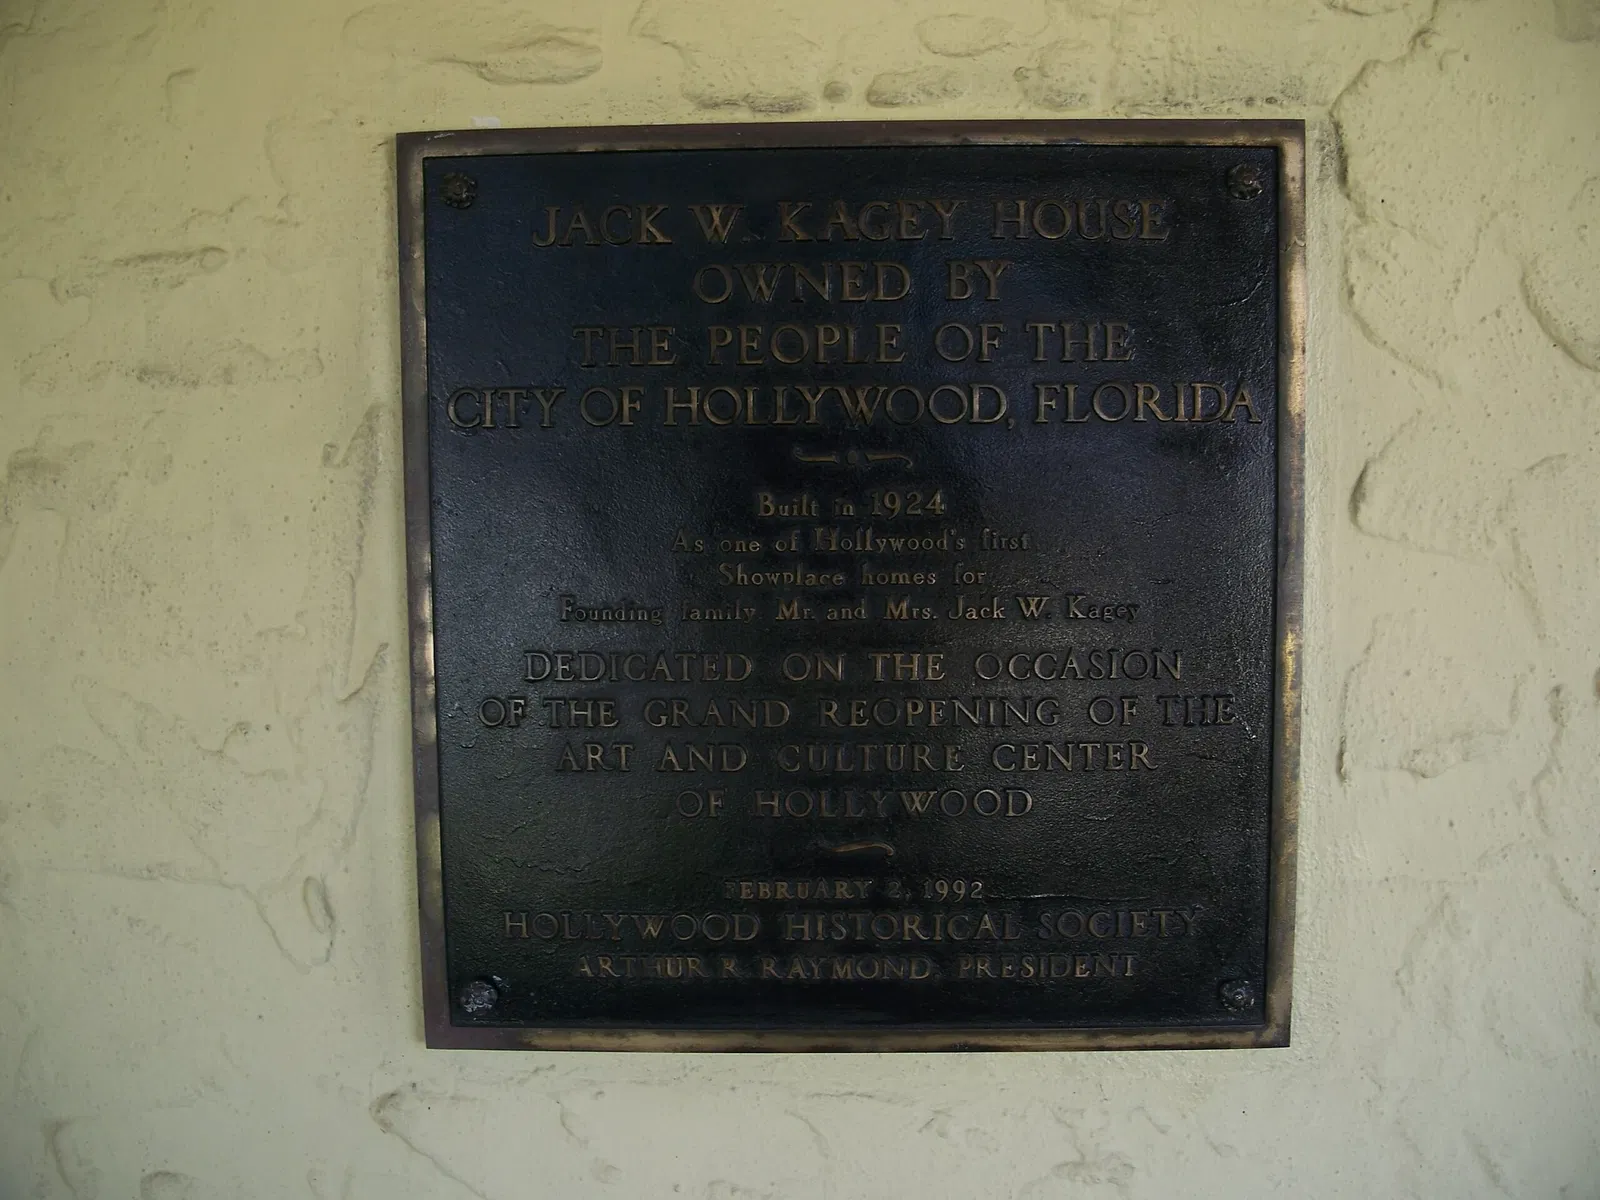 JACK W. KAGEY HOUSE
OWNED BY
THE PEOPLE OF THE
CITY OF HOLLYWOOD, FLORIDA
Built in 1924
As one of Hollywood's first
Showplace homes for
Founding family Mr. and Mrs. Jack W. Kagey
DEDICATED ON THE OCCASION
OF THE GRAND REOPENING OF THE
ART AND CULTURE CENTER
OF HOLLYWOOD
FEBRUARY 2, 1992
HOLLYWOOD HISTORICAL SOCIETY
ARTHUR R. RAYMOND, PRESIDENT